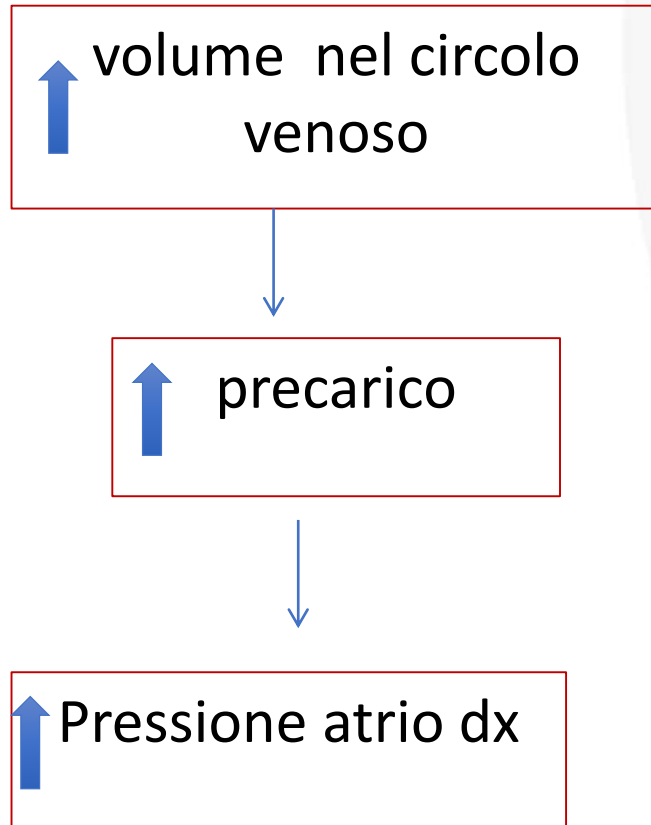 volume nel circolo
venoso
precarico
Pressione atrio dx